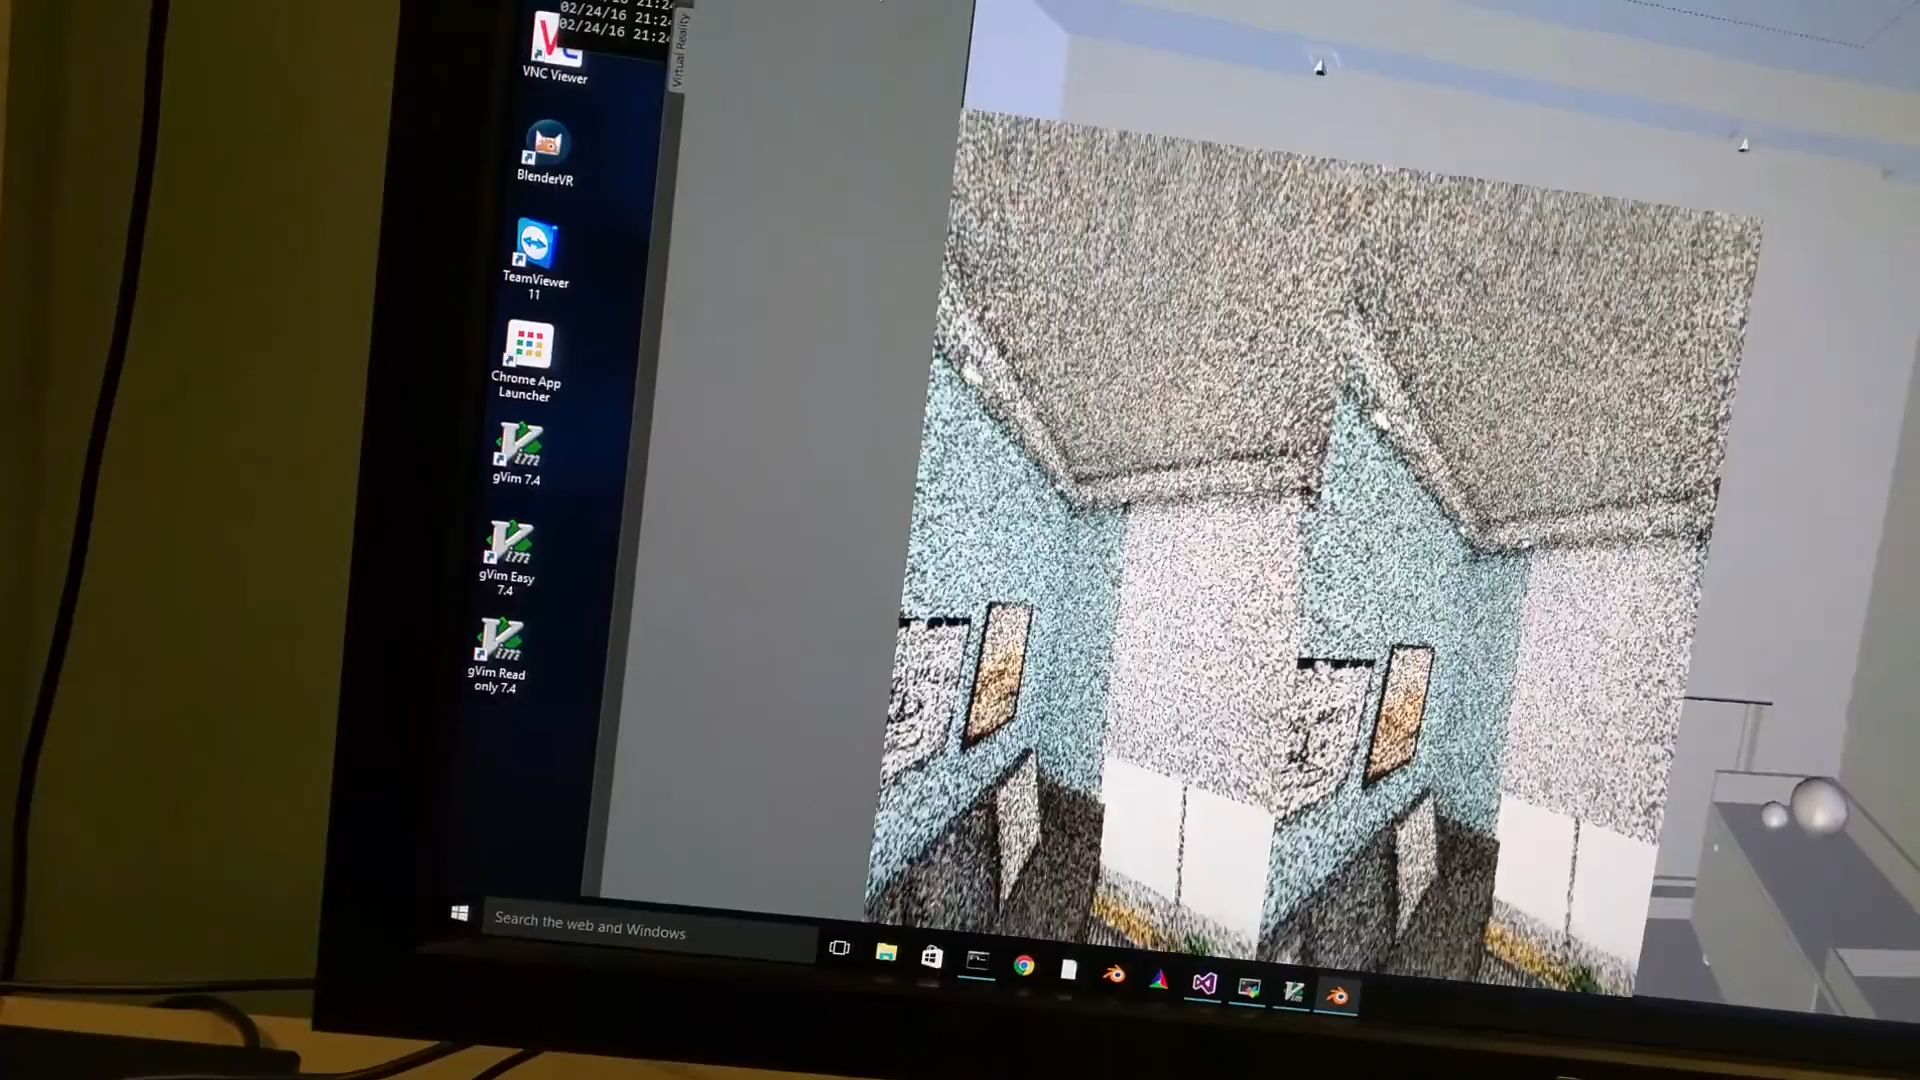 02/24/16 21:24
02/24/16 21:24
VNC Viewer
Virtual Reality
BlenderVR
TeamViewer
11
Chrome App
Launcher
gVim 7.4
gVim Easy
7.4
gVim Read
only 7.4
Search the web and Windows